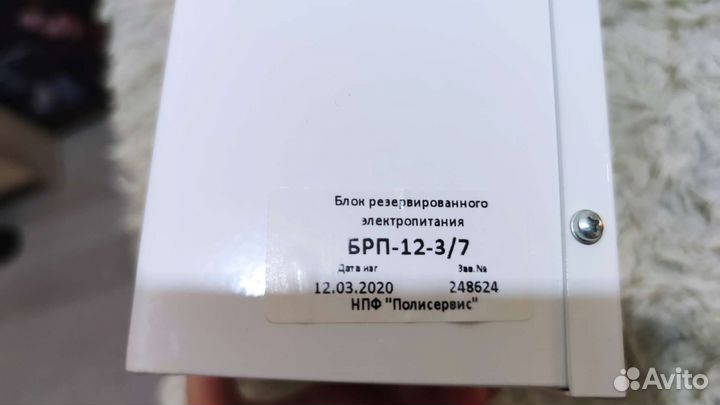 Блок резервированного
электропитания
БРП-12-3/7
Дата изг Зав.№
12.03.2020 248624
НПФ "Полисервис"
Avito